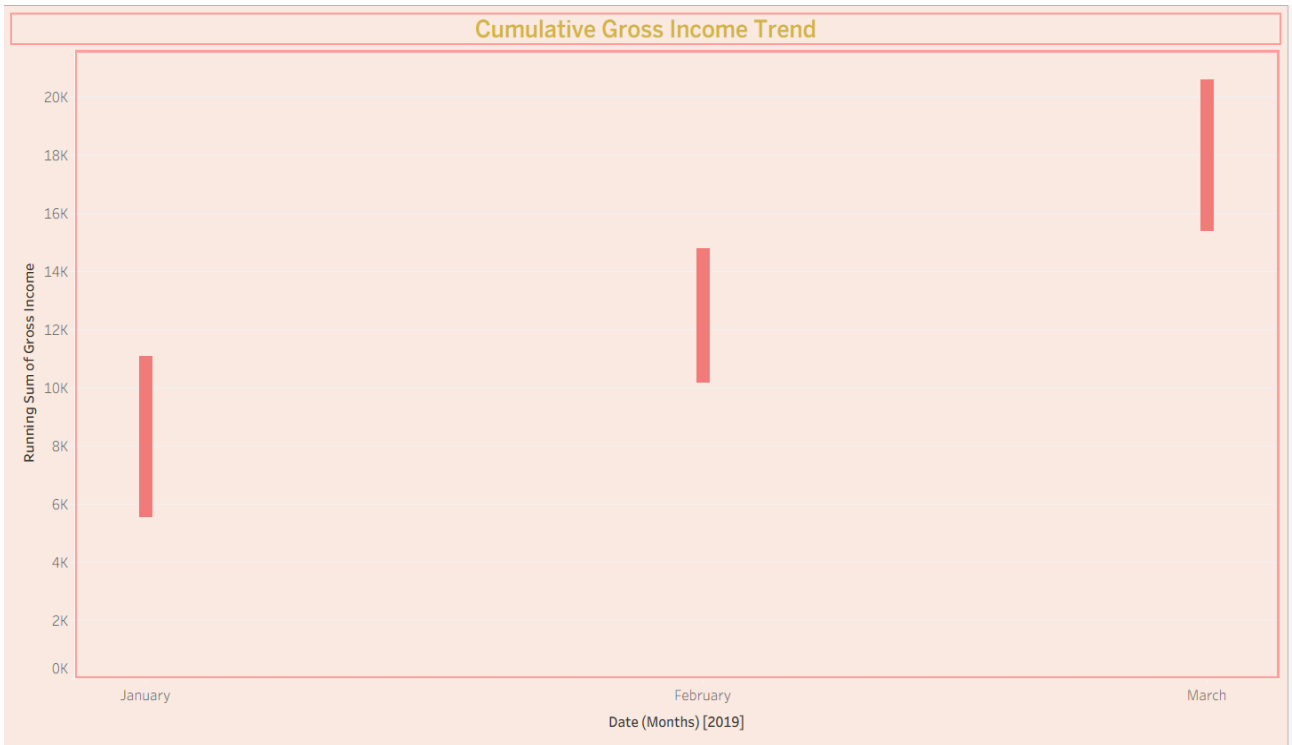 Cumulative Gross Income Trend
20K
18K
16K
14K
12K
10K
8K
6K
4K
2K
0K
Running Sum of Gross Income
January February March
Date (Months) [2019]